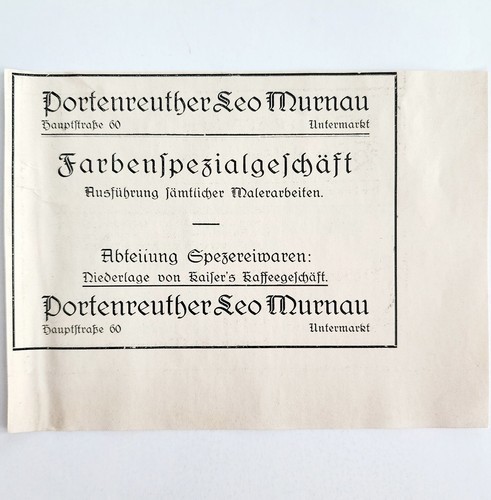 Portenreuther Leo Murnau
Hauptstraße 60 Untermarkt
Farbenspezialgeschäft
Ausführung sämtlicher Malerarbeiten.
Abteilung Spezereiwaren:
Niederlage von Kaiser's Kaffeegeschäft.
Portenreuther Leo Murnau
Hauptstraße 60 Untermarkt